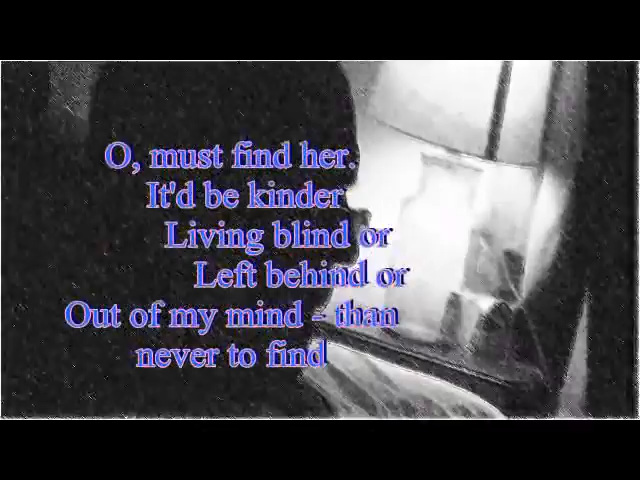 O, must find her.
It'd be kinder
Living blind or
Left behind or
Out of my mind - than
never to find